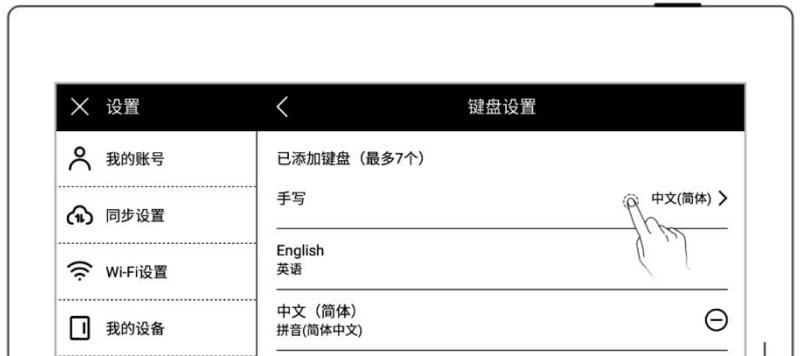 设置
键盘设置
我的账号
同步设置
Wi-Fi设置
我的设备
已添加键盘（最多7个）
手写 中文(简体)
English
英语
中文（简体）
拼音(简体中文)